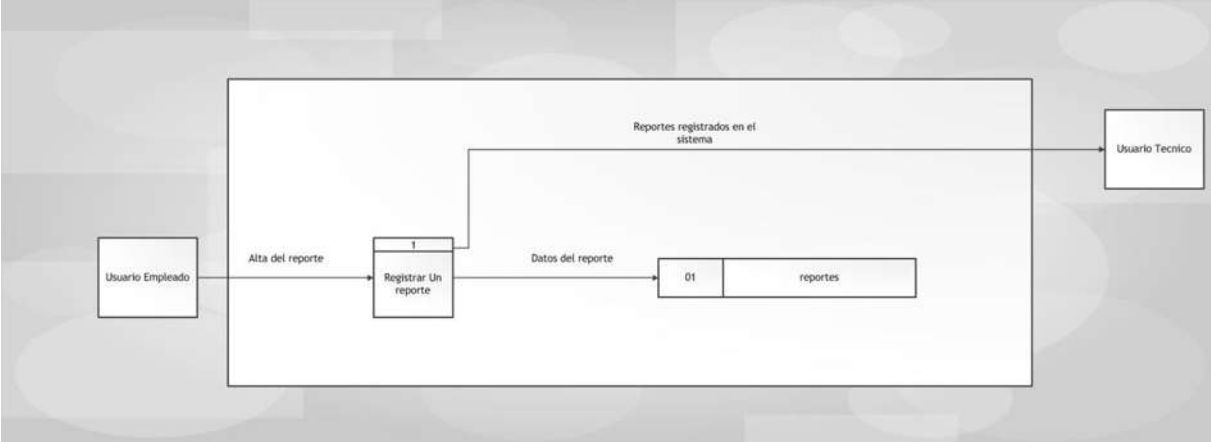 Reportes registrados en el
sistema
Usuario Tecnico
1
Alta del reporte
Datos del reporte
Usuario Empleado
Registrar Un
reporte
01
reportes